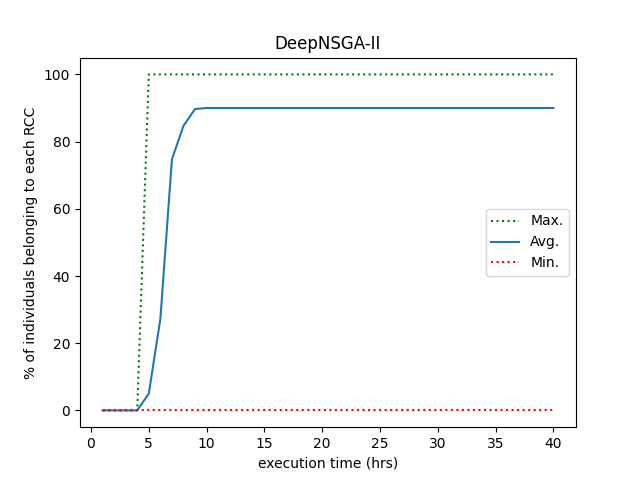 DeepNSGA-II
% of individuals belonging to each RCC
100
80
60
40
20
0
Max.
Avg.
Min.
0 5 10 15 20 25 30 35 40
execution time (hrs)